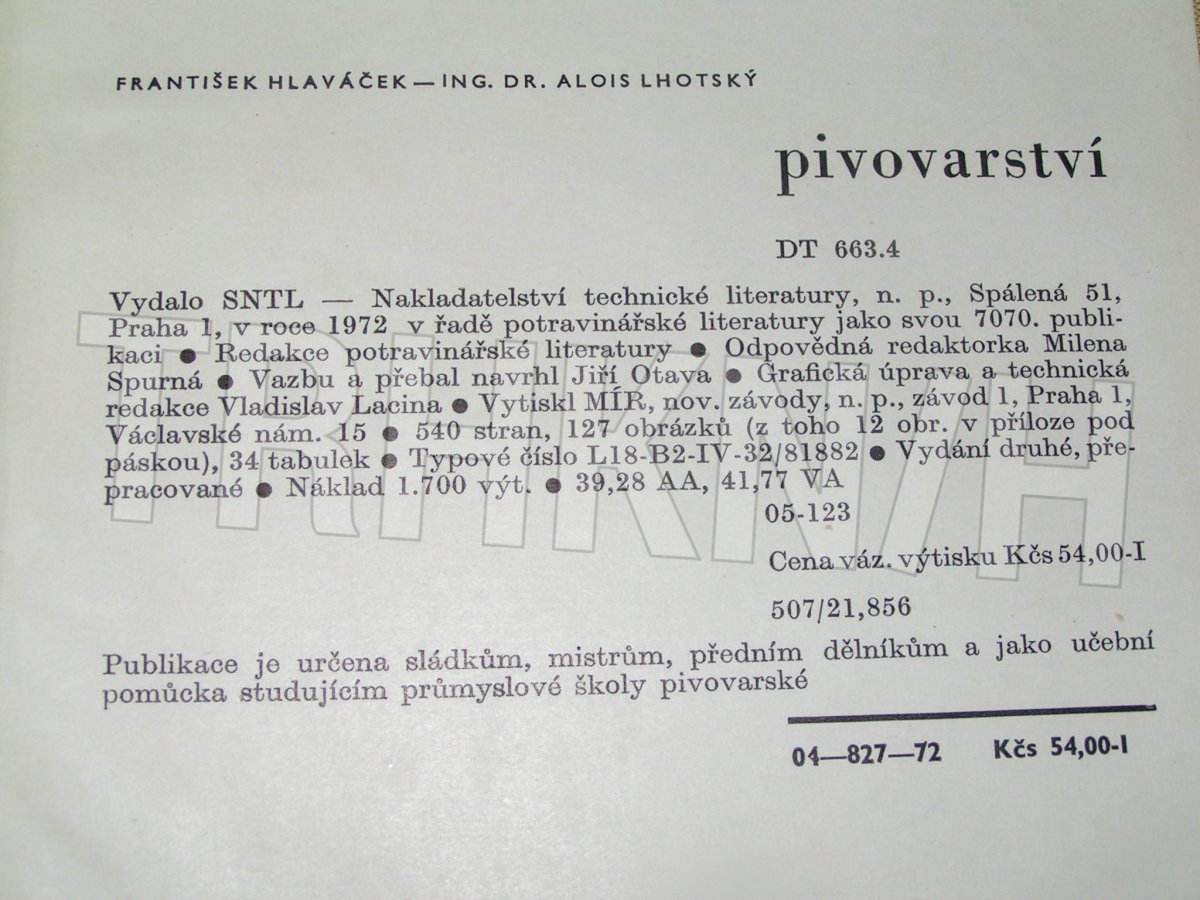 FRANTIŠEK HLAVÁČEK — ING. DR. ALOIS LHOTSKÝ
pivovarství
DT 663.4
Vydalo SNTL — Nakladatelství technické literatury, n. p., Spálená 51,
Praha 1, v roce 1972 v řadě potravinářské literatury jako svou 7070. publi-
kaci ● Redakce potravinářské literatury ● Odpovědná redaktorka Milena
Spurná ● Vazbu a přebal navrhl Jiří Otava ● Grafická úprava a technická
redakce Vladislav Lacina ● Vytiskl MÍR, nov. závody, n. p., závod 1, Praha 1,
Václavské nám. 15 ● 540 stran, 127 obrázků (z toho 12 obr. v příloze pod
páskou), 34 tabulek ● Typové číslo L18-B2-IV-32/81882 ● Vydání druhé, pře-
pracované ● Náklad 1.700 výt. ● 39,28 AA, 41,77 VA
05-123
Cena váz. výtisku Kčs 54,00-I
507/21,856
Publikace je určena sládkům, mistrům, předním dělníkům a jako učební
pomůcka studujícím průmyslové školy pivovarské
04—827—72 Kčs 54,00-I